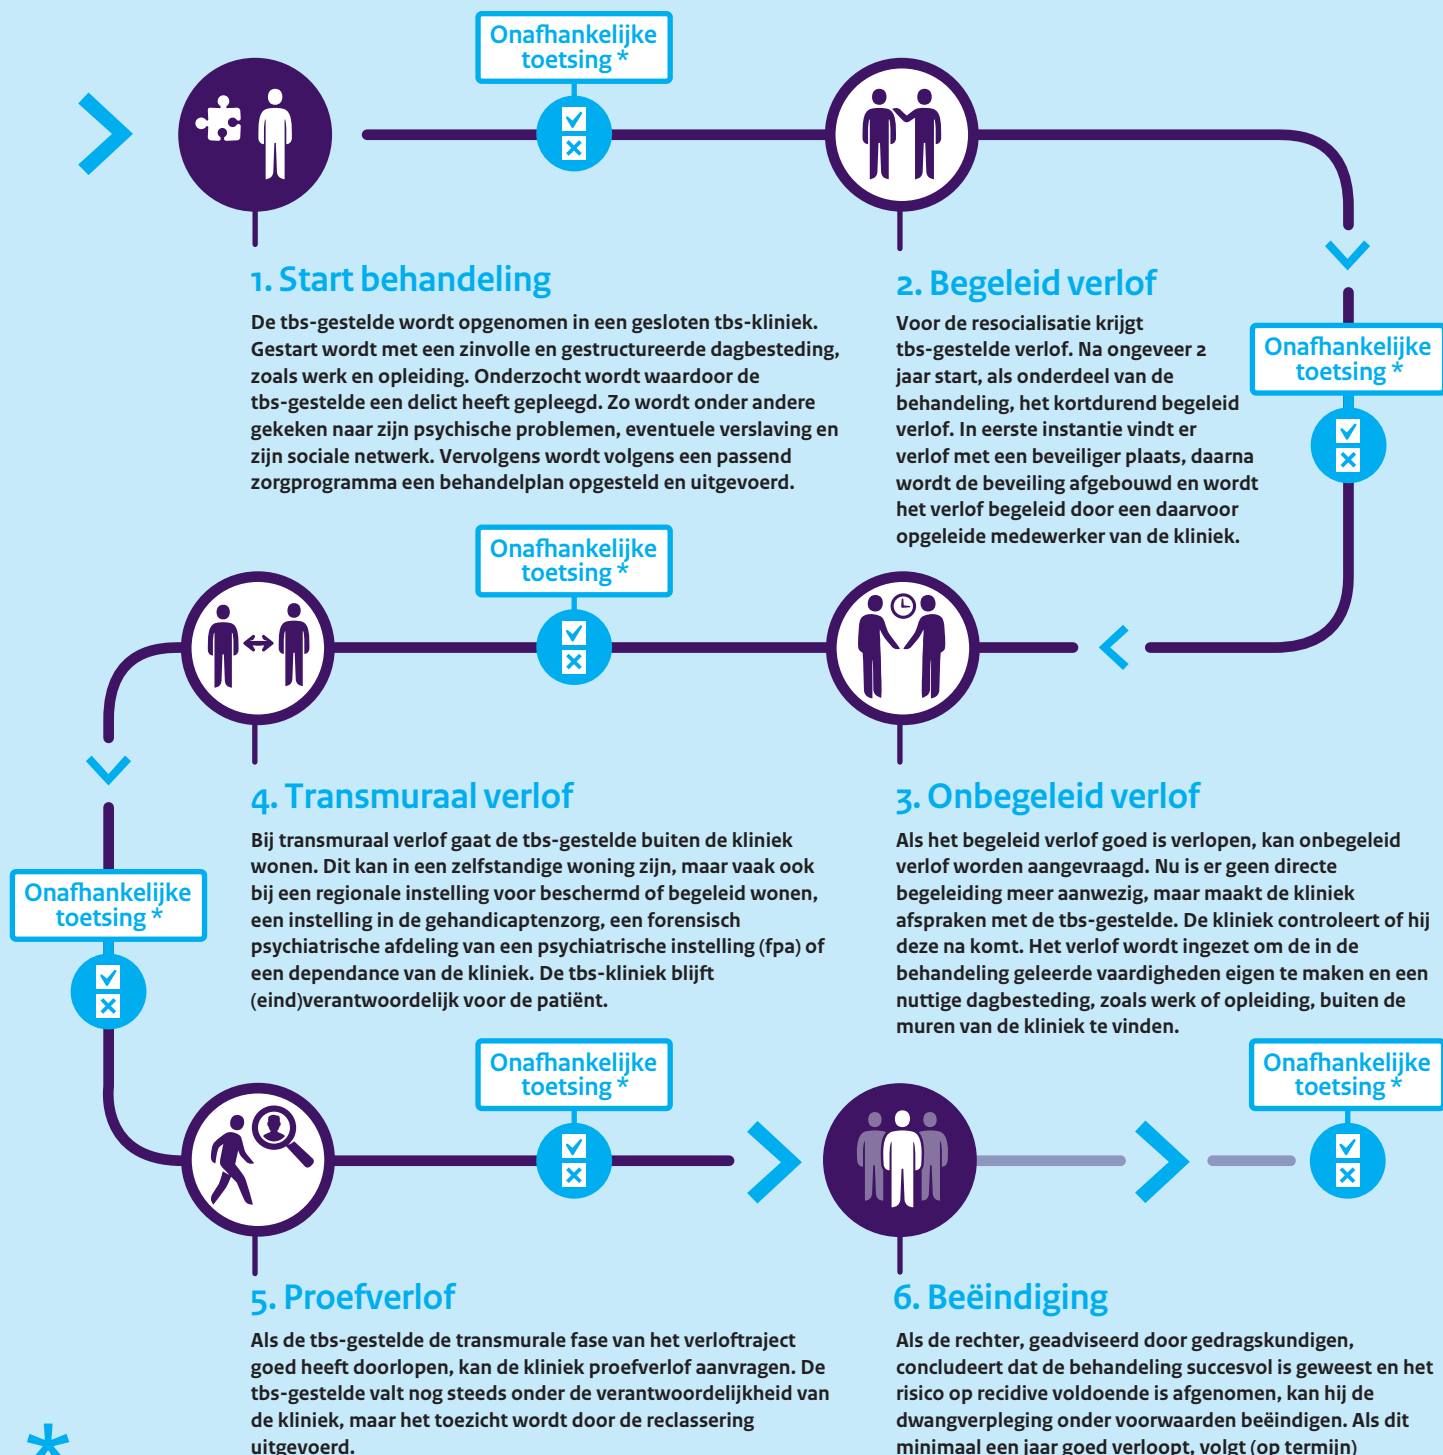 Onafhankelijke
toetsing *
1. Start behandeling
De tbs-gestelde wordt opgenomen in een gesloten tbs-kliniek.
Gestart wordt met een zinvolle en gestructureerde dagbesteding,
zoals werk en opleiding. Onderzocht wordt waardoor de
tbs-gestelde een delict heeft gepleegd. Zo wordt onder andere
gekeken naar zijn psychische problemen, eventuele verslaving en
zijn sociale netwerk. Vervolgens wordt volgens een passend
zorgprogramma een behandelplan opgesteld en uitgevoerd.
2. Begeleid verlof
Voor de resocialisatie krijgt
tbs-gestelde verlof. Na ongeveer 2
jaar start, als onderdeel van de
behandeling, het kortdurend begeleid
verlof. In eerste instantie vindt er
verlof met een beveiliger plaats, daarna
wordt de beveiling afgebouwd en wordt
het verlof begeleid door een daarvoor
opgeleide medewerker van de kliniek.
Onafhankelijke
toetsing *
3. Onbegeleid verlof
Als het begeleid verlof goed is verlopen, kan onbegeleid
verlof worden aangevraagd. Nu is er geen directe
begeleiding meer aanwezig, maar maakt de kliniek
afspraken met de tbs-gestelde. De kliniek controleert of hij
deze na komt. Het verlof wordt ingezet om de in de
behandeling geleerde vaardigheden eigen te maken en een
nuttige dagbesteding, zoals werk of opleiding, buiten de
muren van de kliniek te vinden.
Onafhankelijke
toetsing *
4. Transmuraal verlof
Bij transmuraal verlof gaat de tbs-gestelde buiten de kliniek
wonen. Dit kan in een zelfstandige woning zijn, maar vaak ook
bij een regionale instelling voor beschermd of begeleid wonen,
een instelling in de gehandicaptenzorg, een forensisch
psychiatrische afdeling van een psychiatrische instelling (fpa) of
een dependance van de kliniek. De tbs-kliniek blijft
(eind)verantwoordelijk voor de patiënt.
Onafhankelijke
toetsing *
5. Proefverlof
Als de tbs-gestelde de transmurale fase van het verloftraject
goed heeft doorlopen, kan de kliniek proefverlof aanvragen. De
tbs-gestelde valt nog steeds onder de verantwoordelijkheid van
de kliniek, maar het toezicht wordt door de reclassering
uitgevoerd.
Onafhankelijke
toetsing *
6. Beëindiging
Als de rechter, geadviseerd door gedragskundigen,
concludeert dat de behandeling succesvol is geweest en het
risico op recidive voldoende is afgenomen, kan hij de
dwangverpleging onder voorwaarden beëindigen. Als dit
minimaal een jaar goed verloopt, volgt (op termijn)
Onafhankelijke
toetsing *
*